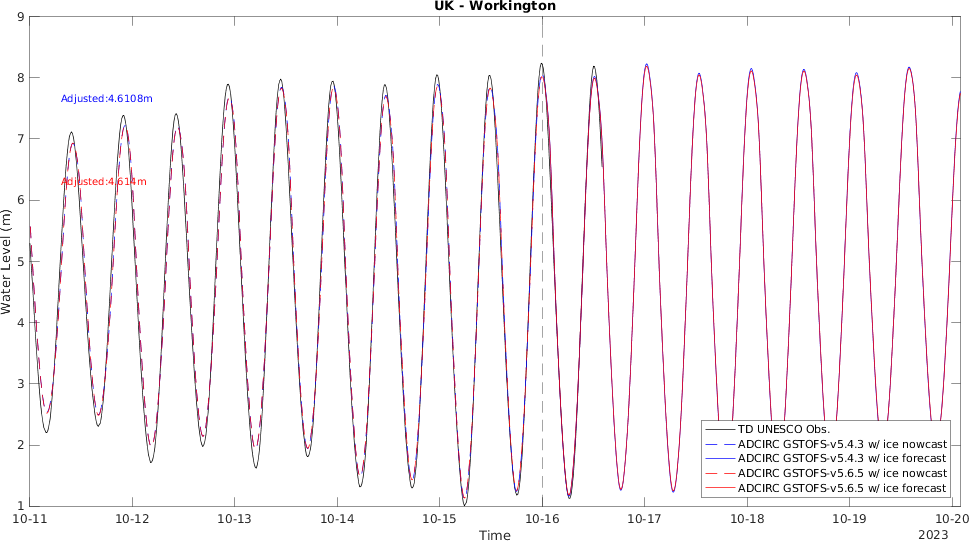 UK - Workington
9
8
7
6
5
4
3
2
1
Water Level (m)
Adjusted:4.6108m
Adjusted:4.614m
TD UNESCO Obs.
ADCIRC GSTOFS-v5.4.3 w/ ice nowcast
ADCIRC GSTOFS-v5.4.3 w/ ice forecast
ADCIRC GSTOFS-v5.6.5 w/ ice nowcast
ADCIRC GSTOFS-v5.6.5 w/ ice forecast
10-11 10-12 10-13 10-14 10-15 10-16 10-17 10-18 10-19 10-20
Time
2023